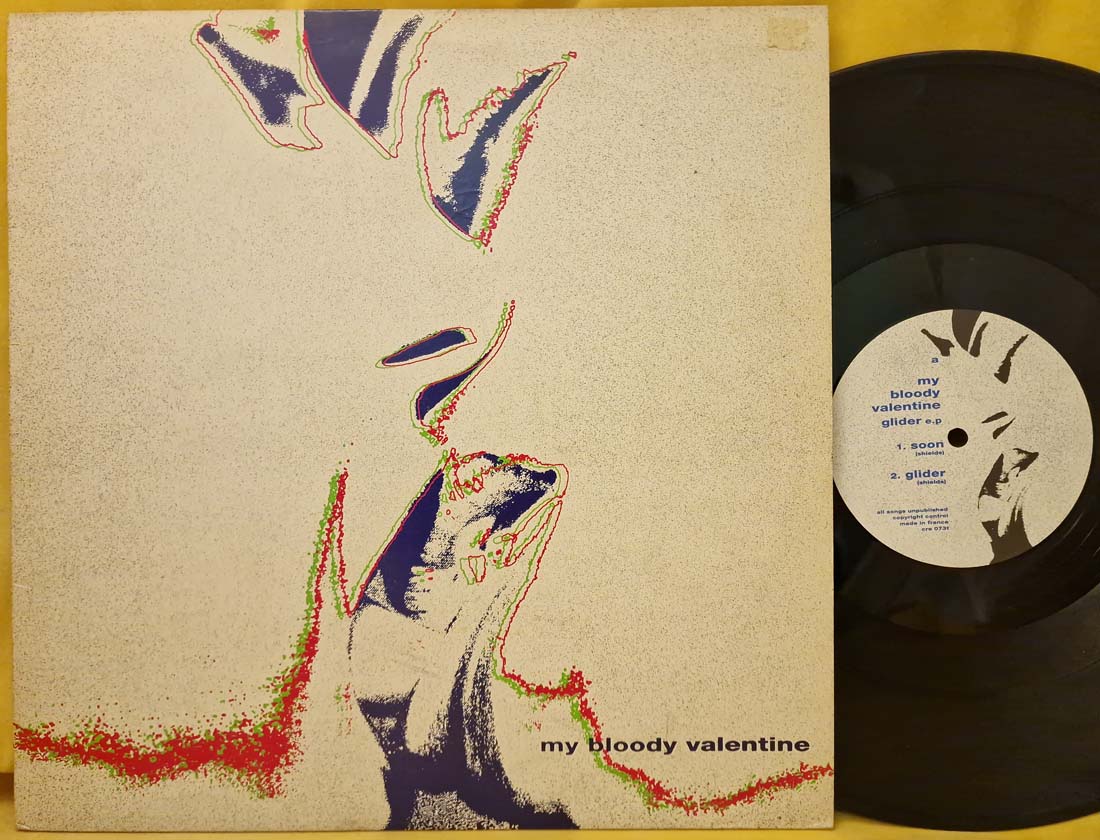 my bloody valentine
a
my
bloody
valentine
glider e.p
1. soon
(shields)
2. glider
(shields)
all songs unpublished
copyright control
made in france
cre 073t